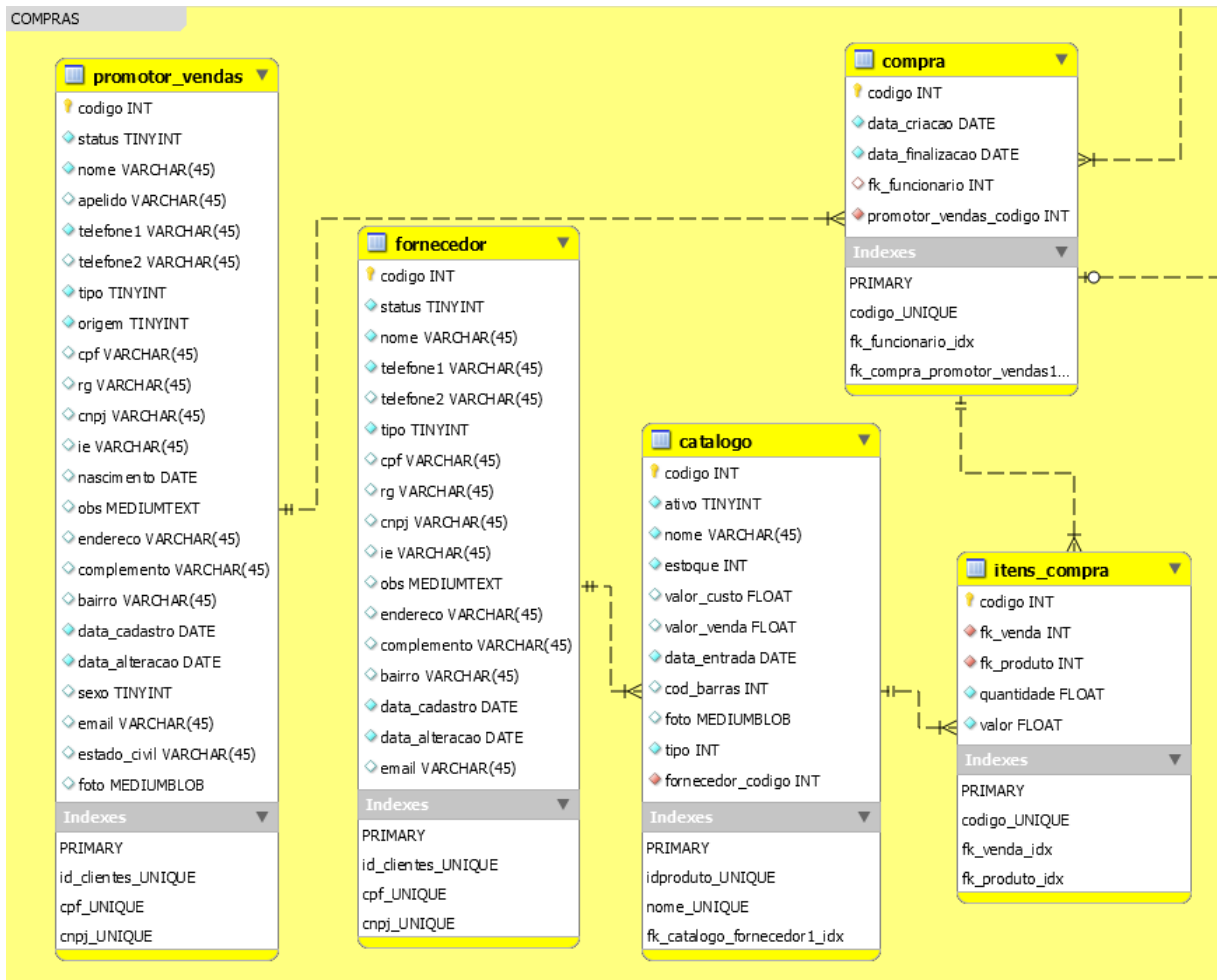 COMPRAS
promotor_vendas
codigo INT
status TINYINT
nome VARCHAR(45)
apelido VARCHAR(45)
telefone1 VARCHAR(45)
telefone2 VARCHAR(45)
tipo TINYINT
origem TINYINT
cpf VARCHAR(45)
rg VARCHAR(45)
cnpj VARCHAR(45)
ie VARCHAR(45)
nascimento DATE
obs MEDIUMTEXT
endereco VARCHAR(45)
complemento VARCHAR(45)
bairro VARCHAR(45)
data_cadastro DATE
data_alteracao DATE
sexo TINYINT
email VARCHAR(45)
estado_civil VARCHAR(45)
foto MEDIUMBLOB
Indexes
PRIMARY
id_clientes_UNIQUE
cpf_UNIQUE
cnpj_UNIQUE
fornecedor
codigo INT
status TINYINT
nome VARCHAR(45)
telefone1 VARCHAR(45)
telefone2 VARCHAR(45)
tipo TINYINT
cpf VARCHAR(45)
rg VARCHAR(45)
cnpj VARCHAR(45)
ie VARCHAR(45)
obs MEDIUMTEXT
endereco VARCHAR(45)
complemento VARCHAR(45)
bairro VARCHAR(45)
data_cadastro DATE
data_alteracao DATE
email VARCHAR(45)
Indexes
PRIMARY
id_clientes_UNIQUE
cpf_UNIQUE
cnpj_UNIQUE
catalogo
codigo INT
ativo TINYINT
nome VARCHAR(45)
estoque INT
valor_custo FLOAT
valor_venda FLOAT
data_entrada DATE
cod_barras INT
foto MEDIUMBLOB
tipo INT
fornecedor_codigo INT
Indexes
PRIMARY
idproduto_UNIQUE
nome_UNIQUE
fk_catalogo_fornecedor1_idx
compra
codigo INT
data_criacao DATE
data_finalizacao DATE
fk_funcionario INT
promotor_vendas_codigo INT
Indexes
PRIMARY
codigo_UNIQUE
fk_funcionario_idx
fk_compra_promotor_vendas1...
itens_compra
codigo INT
fk_venda INT
fk_produto INT
quantidade FLOAT
valor FLOAT
Indexes
PRIMARY
codigo_UNIQUE
fk_venda_idx
fk_produto_idx